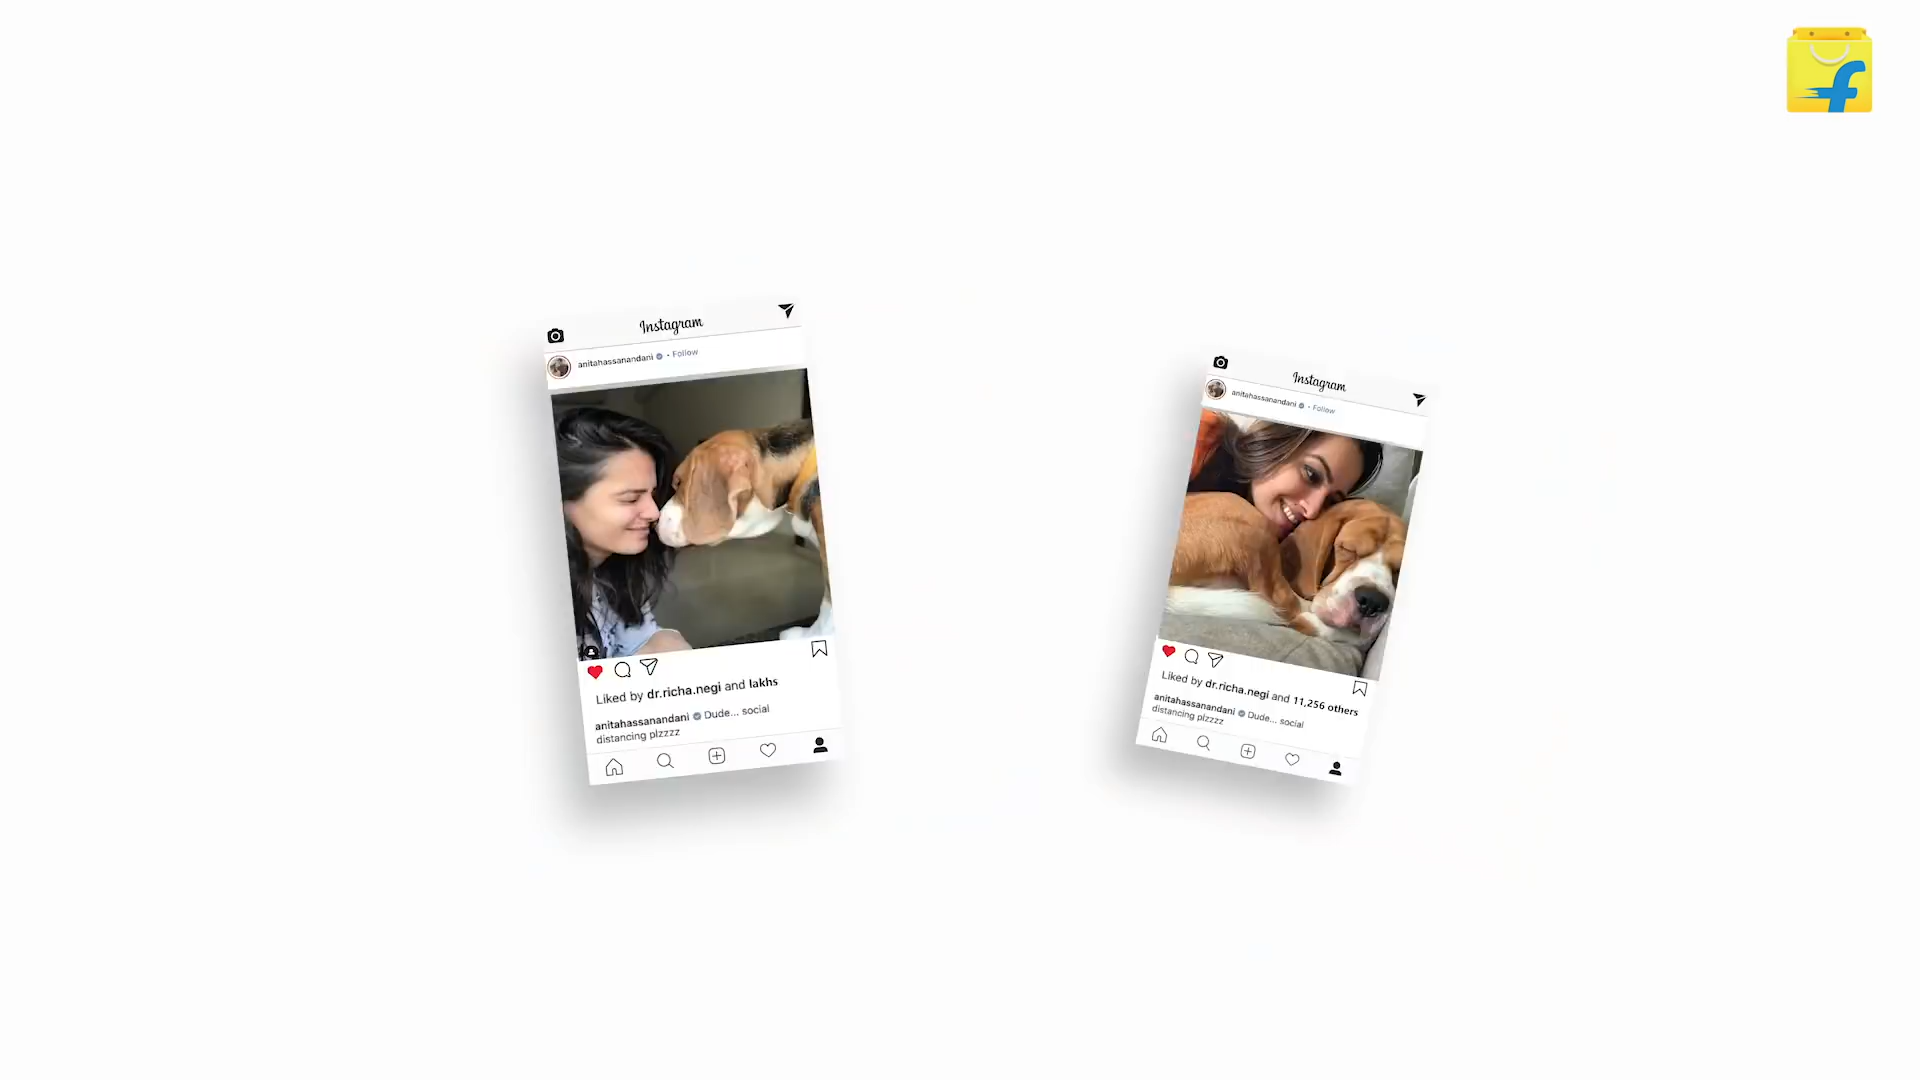 Instagram
anitahassanandani • Follow
Liked by dr.richa.negi and lakhs
anitahassanandani Dude... social
distancing plzzzz
Instagram
anitahassanandani • Follow
Liked by dr.richa.negi and 11,256 others
anitahassanandani Dude... social
distancing plzzzz